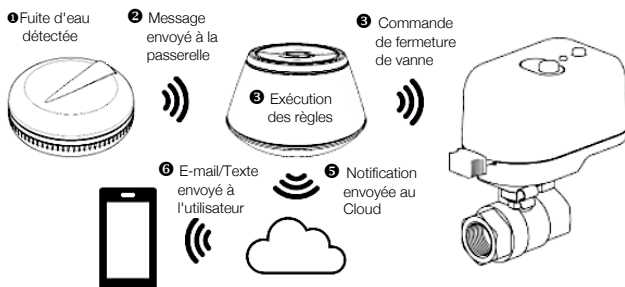 ❶Fuite d'eau
détectée
❷ Message
envoyé à la
passerelle
❸ Exécution
des règles
❸ Commande
de fermeture
de vanne
❻ E-mail/Texte
envoyé à
l'utilisateur
❺ Notification
envoyée au
Cloud